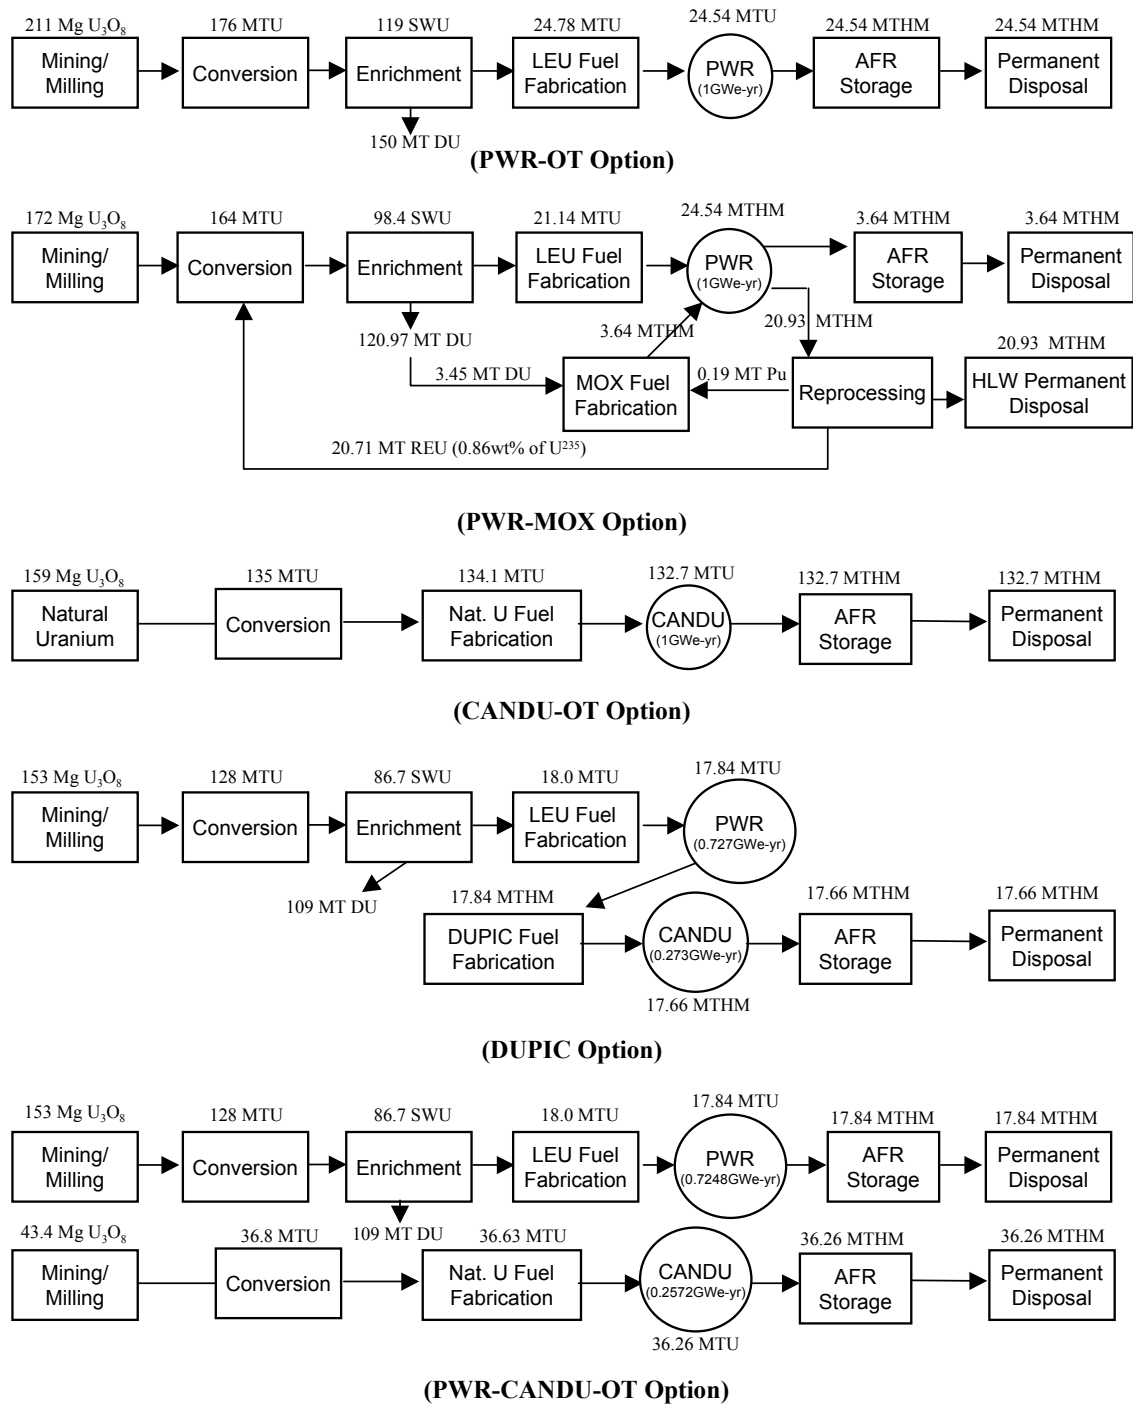 211 Mg U₃O₈ 176 MTU 119 SWU 24.78 MTU 24.54 MTU 24.54 MTHM 24.54 MTHM
Mining/
Milling
Conversion
Enrichment
LEU Fuel
Fabrication
PWR
(1GWe-yr)
AFR
Storage
Permanent
Disposal
150 MT DU
(PWR-OT Option)
172 Mg U₃O₈ 164 MTU 98.4 SWU 21.14 MTU 24.54 MTHM 3.64 MTHM 3.64 MTHM
Mining/
Milling
Conversion
Enrichment
LEU Fuel
Fabrication
PWR
(1GWe-yr)
AFR
Storage
Permanent
Disposal
120.97 MT DU
3.64 MTHM
20.93 MTHM
20.93 MTHM
3.45 MT DU
MOX Fuel
Fabrication
0.19 MT Pu
Reprocessing
HLW Permanent
Disposal
20.71 MT REU (0.86wt% of U²³⁵)
(PWR-MOX Option)
159 Mg U₃O₈ 135 MTU 134.1 MTU 132.7 MTU 132.7 MTHM 132.7 MTHM
Natural
Uranium
Conversion
Nat. U Fuel
Fabrication
CANDU
(1GWe-yr)
AFR
Storage
Permanent
Disposal
(CANDU-OT Option)
153 Mg U₃O₈ 128 MTU 86.7 SWU 18.0 MTU 17.84 MTU
Mining/
Milling
Conversion
Enrichment
LEU Fuel
Fabrication
PWR
(0.727GWe-yr)
109 MT DU
17.84 MTHM 17.66 MTHM 17.66 MTHM
DUPIC Fuel
Fabrication
CANDU
(0.273GWe-yr)
AFR
Storage
Permanent
Disposal
17.66 MTHM
(DUPIC Option)
153 Mg U₃O₈ 128 MTU 86.7 SWU 18.0 MTU 17.84 MTU 17.84 MTHM 17.84 MTHM
Mining/
Milling
Conversion
Enrichment
LEU Fuel
Fabrication
PWR
(0.7248GWe-yr)
AFR
Storage
Permanent
Disposal
109 MT DU
43.4 Mg U₃O₈ 36.8 MTU 36.63 MTU 36.26 MTHM 36.26 MTHM
Mining/
Milling
Conversion
Nat. U Fuel
Fabrication
CANDU
(0.2572GWe-yr)
AFR
Storage
Permanent
Disposal
36.26 MTU
(PWR-CANDU-OT Option)